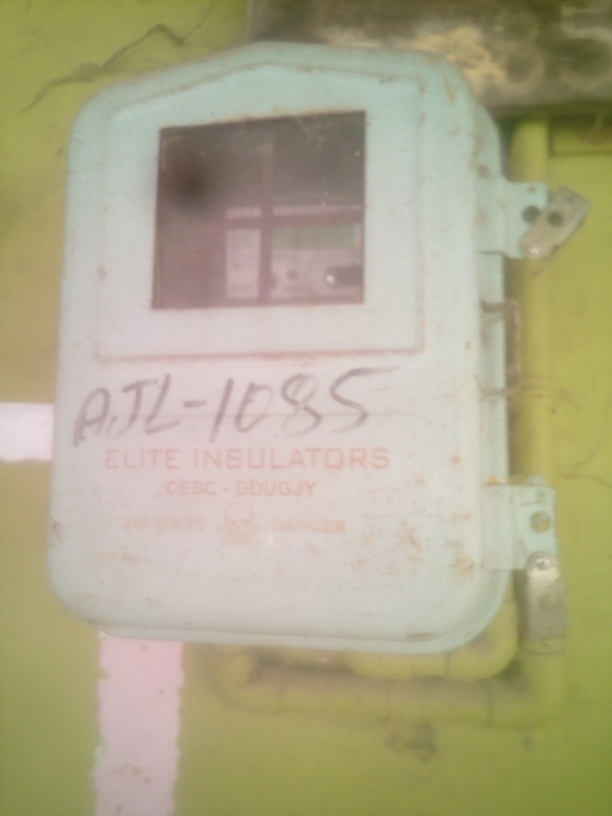 AJL-1085
ELITE INSULATORS
CESC - DDUGJY
240 VOLTS DANGER